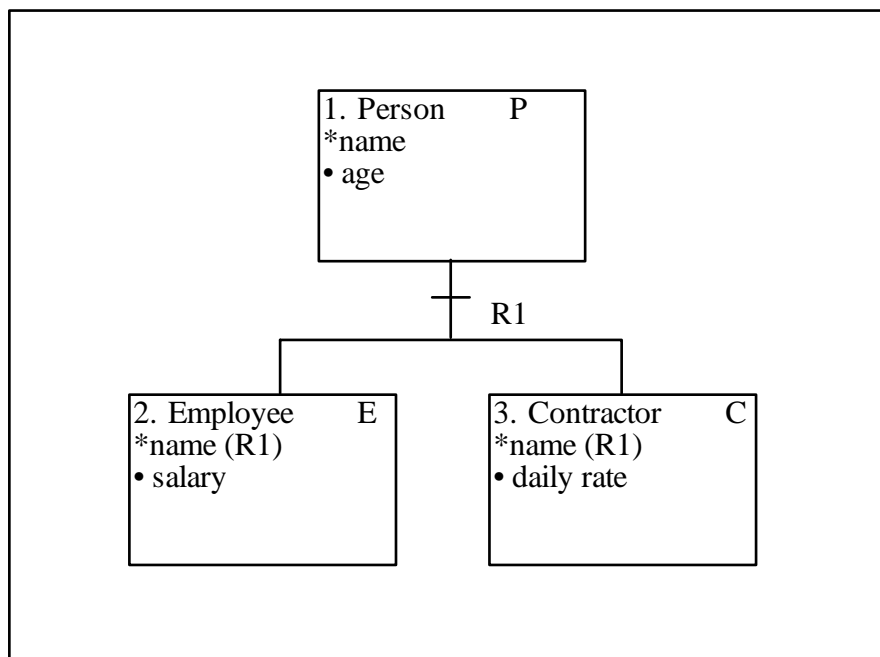 1. Person P
*name
• age
R1
2. Employee E
*name (R1)
• salary
3. Contractor C
*name (R1)
• daily rate